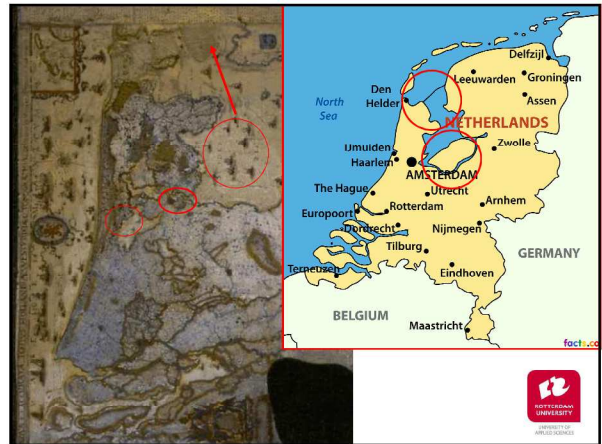 Delfzijl
Leeuwarden
Groningen
Den
Helder
Assen
North
Sea
NETHERLANDS
Zwolle
IJmuiden
Haarlem
AMSTERDAM
The Hague
Utrecht
Arnhem
Europoort
Rotterdam
Dordrecht
Nijmegen
Tilburg
GERMANY
Terneuzen
Eindhoven
BELGIUM
Maastricht
facts.co
ROTTERDAM
UNIVERSITY
UNIVERSITY OF
APPLIED SCIENCES